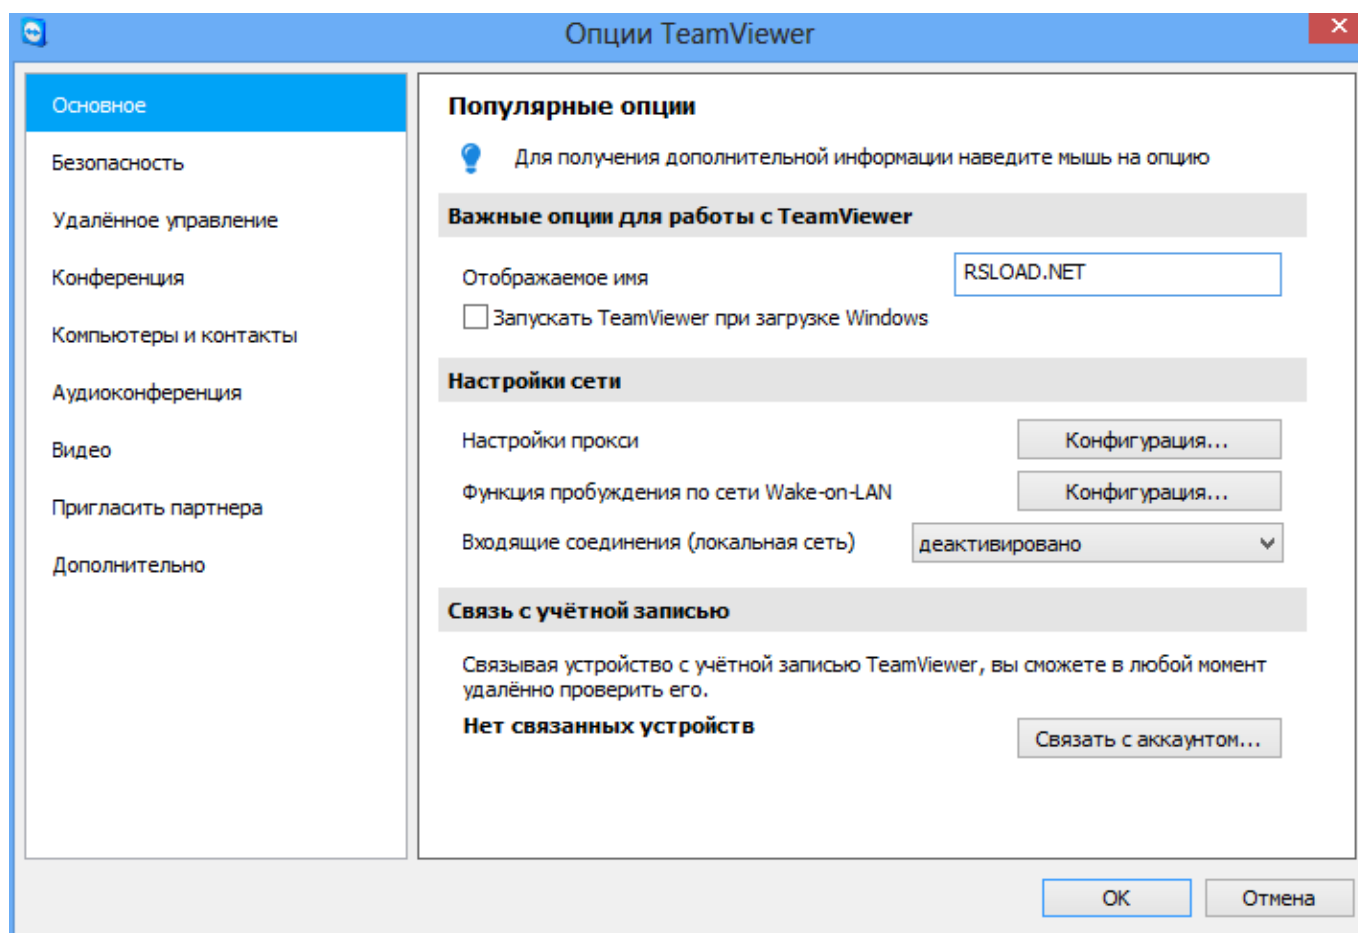 Опции TeamViewer
Основное
Безопасность
Удалённое управление
Конференция
Компьютеры и контакты
Аудиоконференция
Видео
Пригласить партнера
Дополнительно
Популярные опции
Для получения дополнительной информации наведите мышь на опцию
Важные опции для работы с TeamViewer
Отображаемое имя
RSLOAD.NET
Запускать TeamViewer при загрузке Windows
Настройки сети
Настройки прокси
Конфигурация...
Функция пробуждения по сети Wake-on-LAN
Конфигурация...
Входящие соединения (локальная сеть)
деактивировано
Связь с учётной записью
Связывая устройство с учётной записью TeamViewer, вы сможете в любой момент
удалённо проверить его.
Нет связанных устройств
Связать с аккаунтом...
OK
Отмена